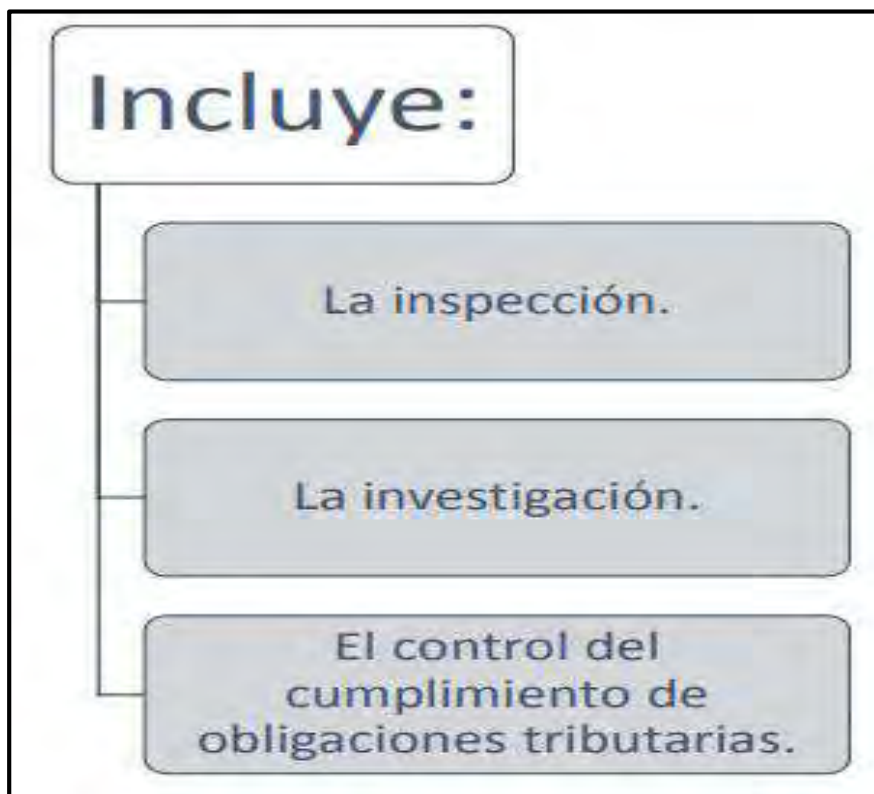 Incluye:
La inspección.
La investigación.
El control del
cumplimiento de
obligaciones tributarias.